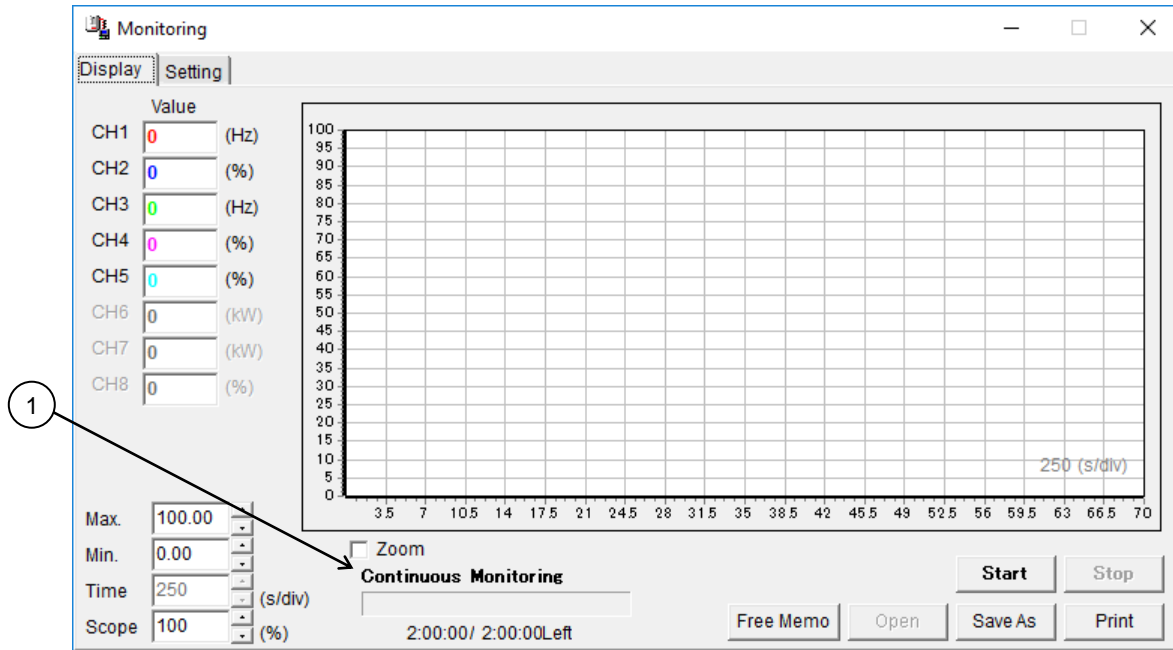 Monitoring
Display Setting
Value
CH1 0 (Hz)
CH2 0 (%)
CH3 0 (Hz)
CH4 0 (%)
CH5 0 (%)
CH6 0 (kW)
CH7 0 (kW)
CH8 0 (%)
1
100
95
90
85
80
75
70
65
60
55
50
45
40
35
30
25
20
15
10
5
0
250 (s/div)
3.5 7 10.5 14 17.5 21 24.5 28 31.5 35 38.5 42 45.5 49 52.5 56 59.5 63 66.5 70
Max. 100.00
Min. 0.00
Time 250 (s/div)
Scope 100 (%)
Zoom
Continuous Monitoring
2:00:00/ 2:00:00Left
Start Stop
Free Memo Open Save As Print